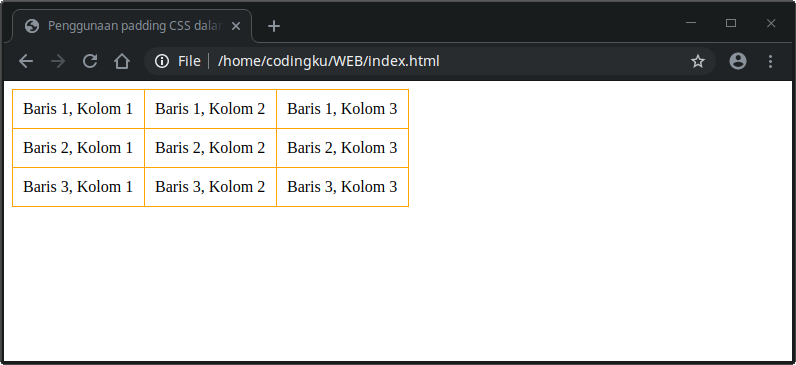 Penggunaan padding CSS dala
File | /home/codingku/WEB/index.html
Baris 1, Kolom 1 Baris 1, Kolom 2 Baris 1, Kolom 3
Baris 2, Kolom 1 Baris 2, Kolom 2 Baris 2, Kolom 3
Baris 3, Kolom 1 Baris 3, Kolom 2 Baris 3, Kolom 3